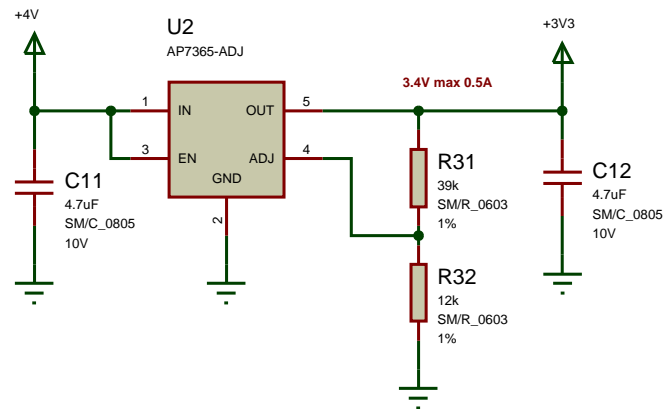 +4V
U2
AP7365-ADJ
+3V3
3.4V max 0.5A
1
IN
OUT
5
3
EN
ADJ
4
GND
2
C11
4.7uF
SM/C_0805
10V
R31
39k
SM/R_0603
1%
C12
4.7uF
SM/C_0805
10V
R32
12k
SM/R_0603
1%